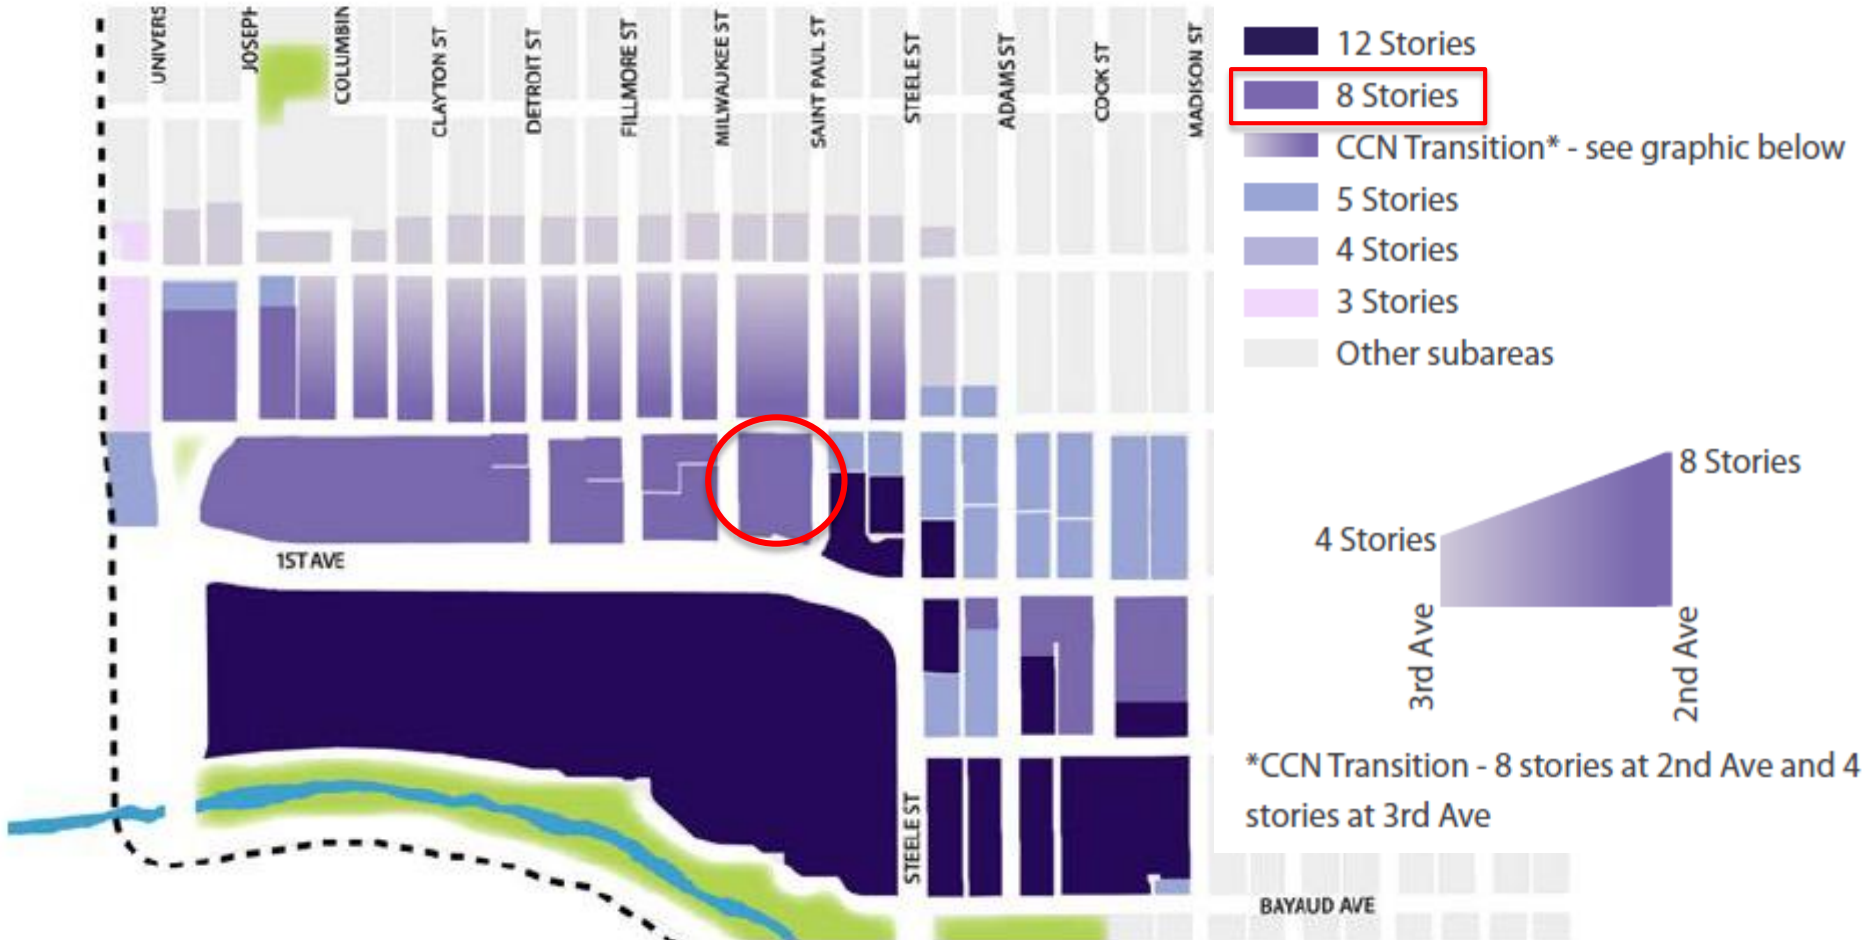 UNIVERS
JOSEPH
COLUMBIN
CLAYTON ST
DETROIT ST
FILLMORE ST
MILWAUKEE ST
SAINT PAUL ST
STEELE ST
ADAMS ST
COOK ST
MADISON ST
12 Stories
8 Stories
CCN Transition* - see graphic below
5 Stories
4 Stories
3 Stories
Other subareas
1ST AVE
STEELE ST
8 Stories
4 Stories
3rd Ave
2nd Ave
*CCN Transition - 8 stories at 2nd Ave and 4
stories at 3rd Ave
BAYAUD AVE